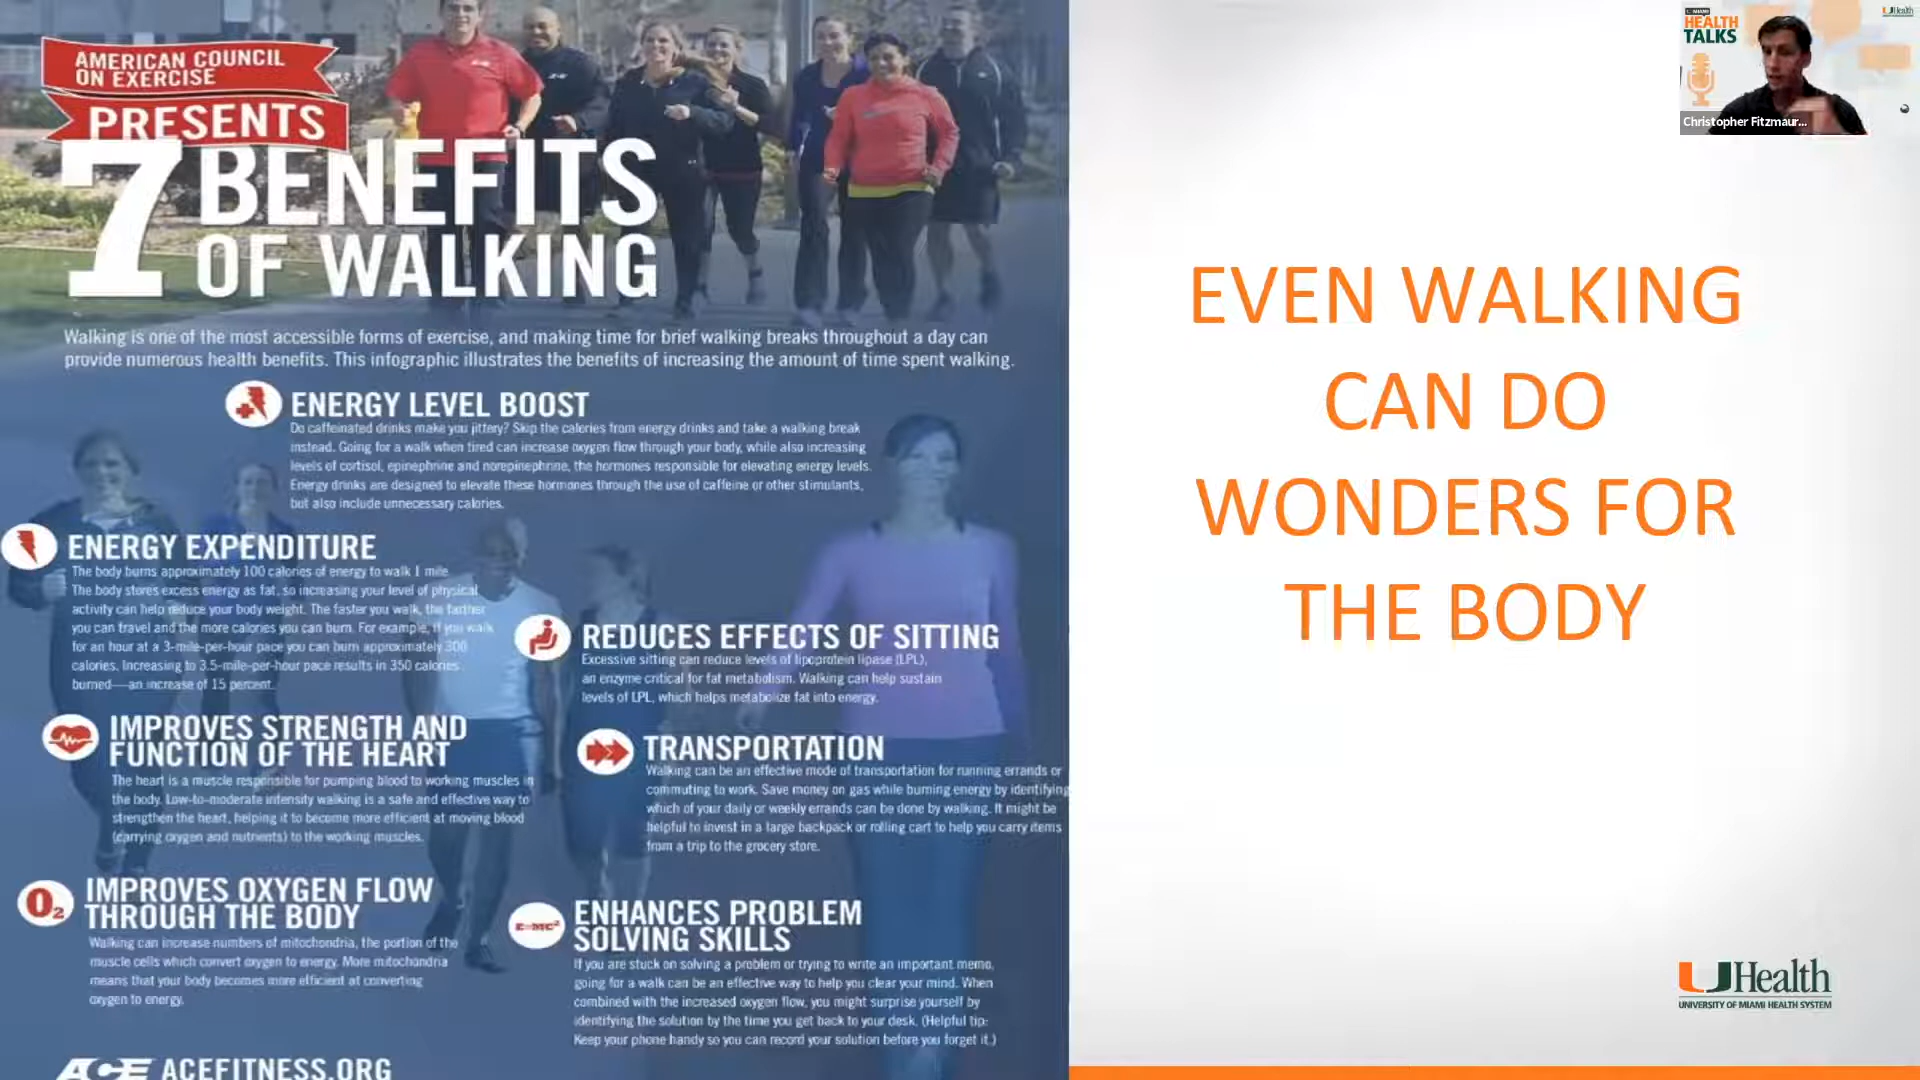 AMERICAN COUNCIL
ON EXERCISE
PRESENTS
7 BENEFITS
OF WALKING
Walking is one of the most accessible forms of exercise, and making time for brief walking breaks throughout a day can
provide numerous health benefits. This infographic illustrates the benefits of increasing the amount of time spent walking.
ENERGY LEVEL BOOST
Do caffeinated drinks make you jittery? Skip the calories from energy drinks and take a walking break
instead. Going for a walk when tired can increase oxygen flow through your body, while also increasing
levels of cortisol, epinephrine and norepinephrine, the hormones responsible for elevating energy levels.
Energy drinks are designed to elevate these hormones through the use of caffeine or other stimulants,
but also include unnecessary calories.
ENERGY EXPENDITURE
The body burns approximately 100 calories of energy to walk 1 mile
The body stores excess energy as fat, so increasing your level of physical
activity can help reduce your body weight. The faster you walk, the farther
you can travel and the more calories you can burn. For example, if you walk
for an hour at a 3-mile-per-hour pace you can burn approximately 300
calories. Increasing to 3.5-mile-per-hour pace results in 350 calories
burned—an increase of 15 percent.
REDUCES EFFECTS OF SITTING
Excessive sitting can reduce levels of lipoprotein lipase (LPL),
an enzyme critical for fat metabolism. Walking can help sustain
levels of LPL, which helps metabolize fat into energy.
IMPROVES STRENGTH AND
FUNCTION OF THE HEART
The heart is a muscle responsible for pumping blood to working muscles in
the body. Low-to-moderate intensity walking is a safe and effective way to
strengthen the heart, helping it to become more efficient at moving blood
(carrying oxygen and nutrients) to the working muscles.
TRANSPORTATION
Walking can be an effective mode of transportation for running errands or
commuting to work. Save money on gas while burning energy by identifying
which of your daily or weekly errands can be done by walking. It might be
helpful to invest in a large backpack or rolling cart to help you carry items
from a trip to the grocery store.
O2
IMPROVES OXYGEN FLOW
THROUGH THE BODY
Walking can increase numbers of mitochondria, the portion of the
muscle cells which convert oxygen to energy. More mitochondria
means that your body becomes more efficient at converting
oxygen to energy.
E=MC²
ENHANCES PROBLEM
SOLVING SKILLS
If you are stuck on solving a problem or trying to write an important memo,
going for a walk can be an effective way to help you clear your mind. When
combined with the increased oxygen flow, you might surprise yourself by
identifying the solution by the time you get back to your desk. (Helpful tip:
Keep your phone handy so you can record your solution before you forget it.)
ACE ACEFITNESS.ORG
EVEN WALKING
CAN DO
WONDERS FOR
THE BODY
HEALTH
TALKS
UHealth
Christopher Fitzmaur...
UHealth
UNIVERSITY OF MIAMI HEALTH SYSTEM